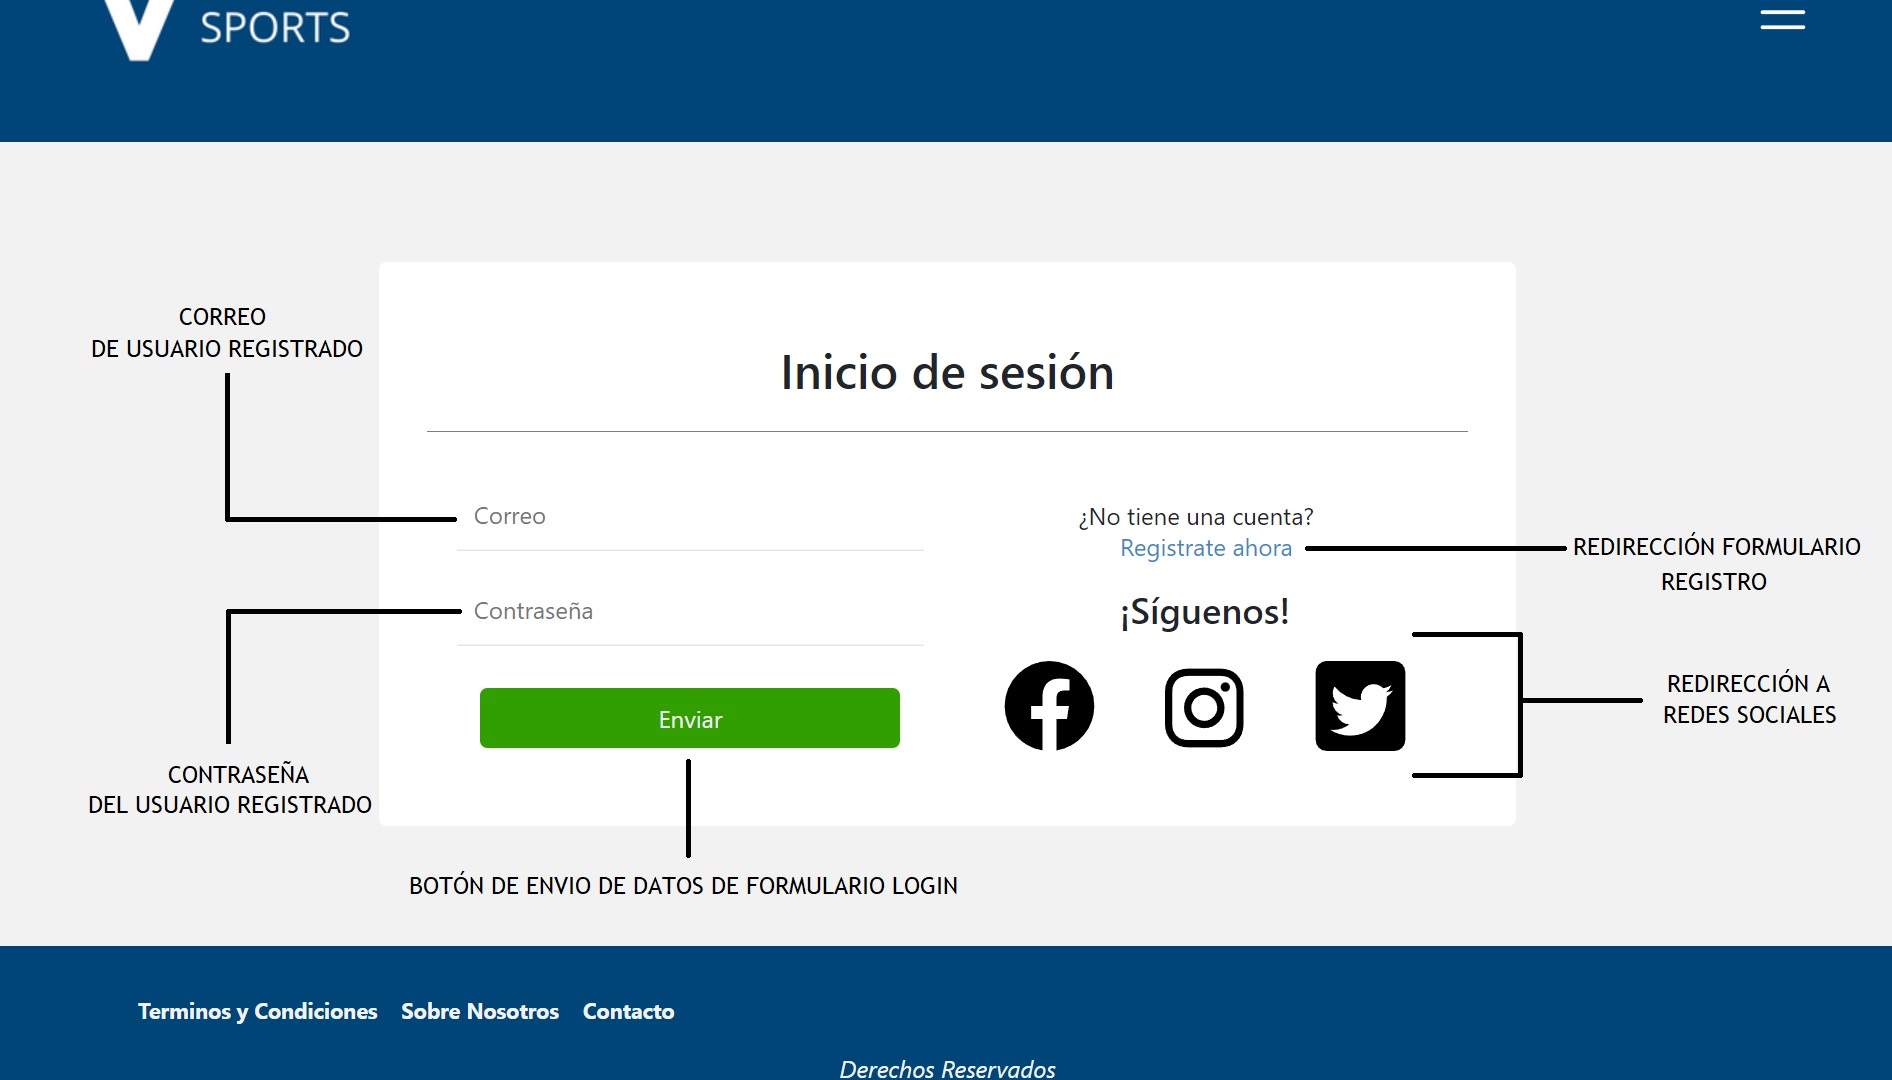 V SPORTS
CORREO
DE USUARIO REGISTRADO
Inicio de sesión
Correo
Contraseña
Enviar
¿No tiene una cuenta?
Registrate ahora
¡Síguenos!
REDIRECCIÓN FORMULARIO
REGISTRO
REDIRECCIÓN A
REDES SOCIALES
CONTRASEÑA
DEL USUARIO REGISTRADO
BOTÓN DE ENVIO DE DATOS DE FORMULARIO LOGIN
Terminos y Condiciones Sobre Nosotros Contacto
Derechos Reservados